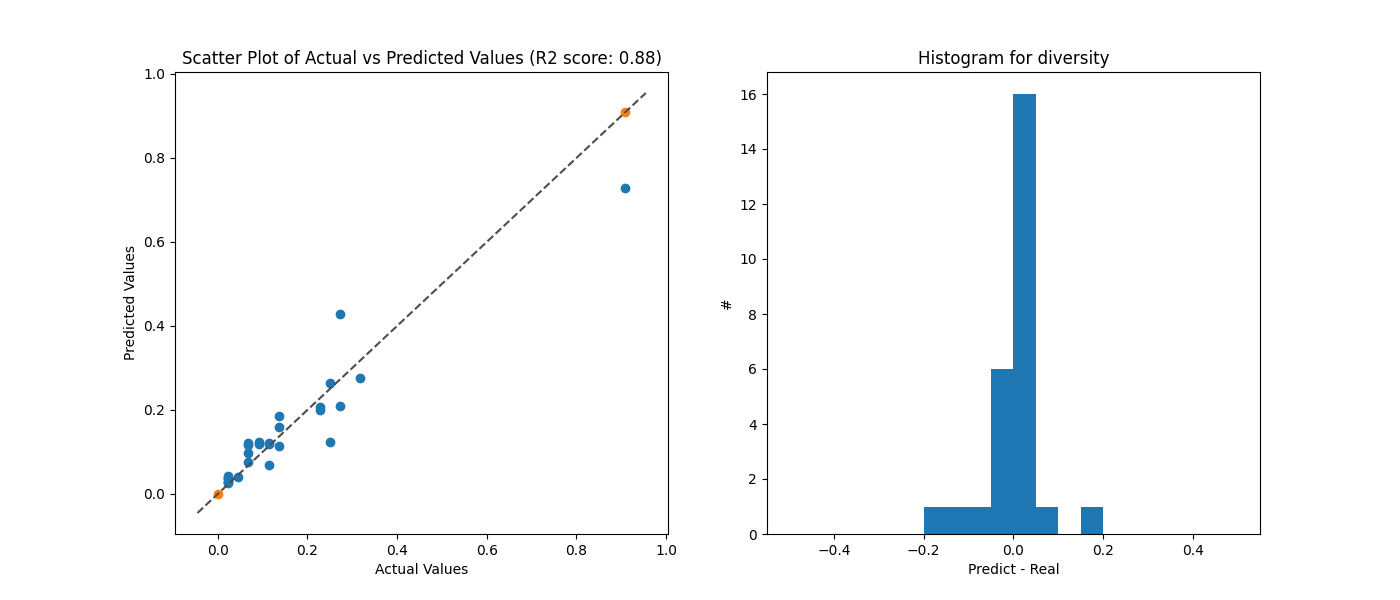 Scatter Plot of Actual vs Predicted Values (R2 score: 0.88)
1.0
0.8
0.6
0.4
0.2
0.0
Predicted Values
0.0 0.2 0.4 0.6 0.8 1.0
Actual Values
Histogram for diversity
16
14
12
10
8
6
4
2
0
#
−0.4 −0.2 0.0 0.2 0.4
Predict - Real